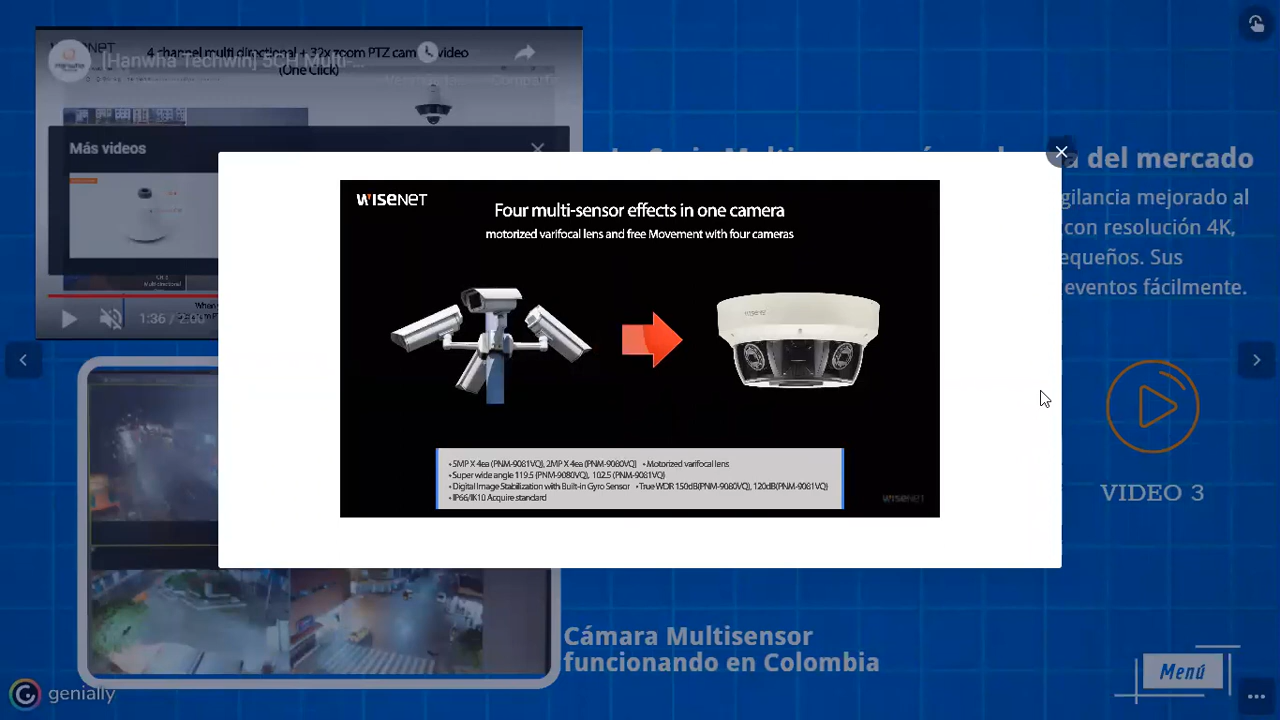 WISENET
4 channel multi directional + 32x zoom PTZ cam video
(One Click)
[Hanwha Techwin] 5CH Multi-...
Más videos
1:36 / 2:00
del mercado
gilancia mejorado al
con resolución 4K,
equeños. Sus
eventos fácilmente.
WISENET
Four multi-sensor effects in one camera
motorized varifocal lens and free Movement with four cameras
WISENET
• 5MP X 4ea (PNM-9081VQ), 2MP X 4ea (PNM-9080VQ) • Motorized varifocal lens
• Super wide angle 119.5 (PNM-9080VQ), 102.5 (PNM-9081VQ)
• Digital Image Stabilization with Built-in Gyro Sensor • True WDR 150dB(PNM-9080VQ), 120dB(PNM-9081VQ)
• IP66/IK10 Acquire standard
WISENET
VIDEO 3
Cámara Multisensor
funcionando en Colombia
Menú
genially